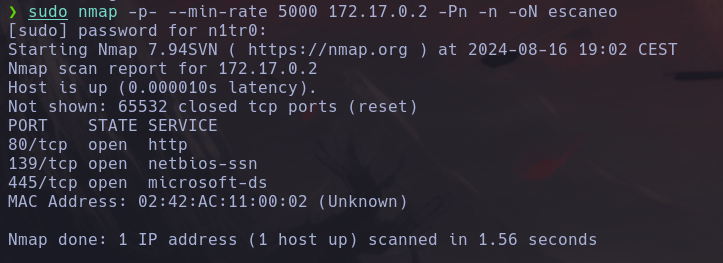 ❯ sudo nmap -p- --min-rate 5000 172.17.0.2 -Pn -n -oN escaneo
[sudo] password for n1tr0:
Starting Nmap 7.94SVN ( https://nmap.org ) at 2024-08-16 19:02 CEST
Nmap scan report for 172.17.0.2
Host is up (0.000010s latency).
Not shown: 65532 closed tcp ports (reset)
PORT    STATE SERVICE
80/tcp  open  http
139/tcp open  netbios-ssn
445/tcp open  microsoft-ds
MAC Address: 02:42:AC:11:00:02 (Unknown)
Nmap done: 1 IP address (1 host up) scanned in 1.56 seconds